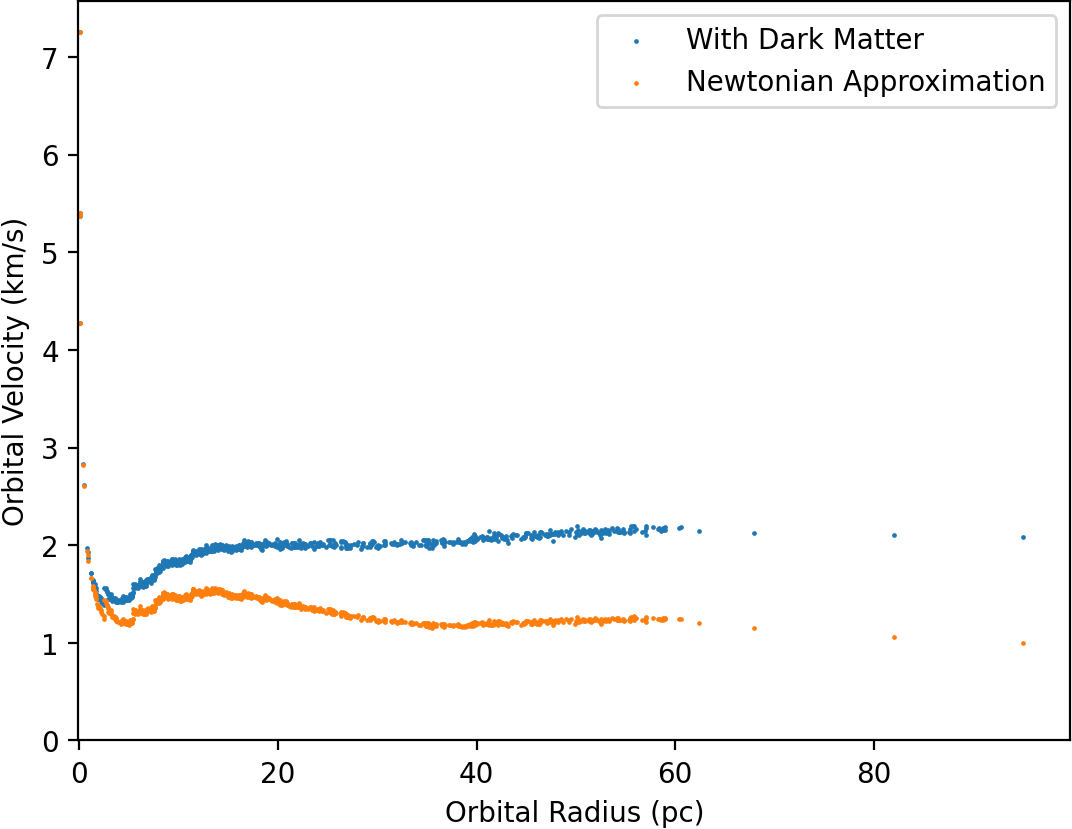 7
6
5
4
3
2
1
0
Orbital Velocity (km/s)
With Dark Matter
Newtonian Approximation
0 20 40 60 80
Orbital Radius (pc)